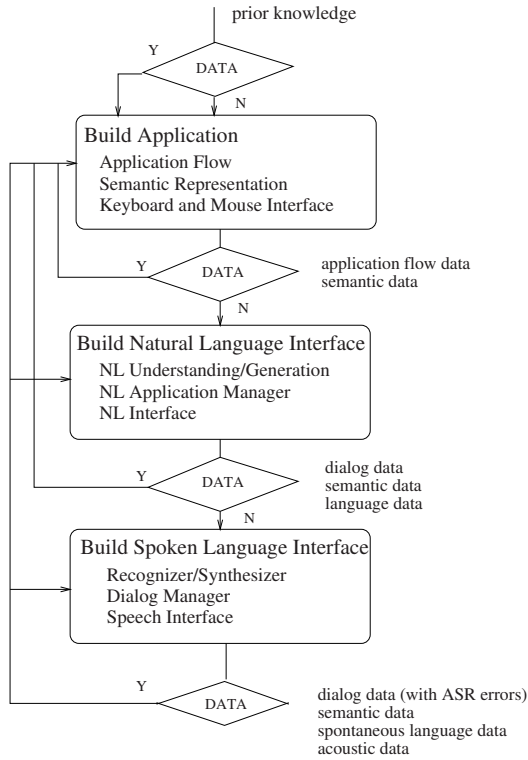 prior knowledge
Y
DATA
N
Build Application
Application Flow
Semantic Representation
Keyboard and Mouse Interface
Y
DATA
application flow data
semantic data
N
Build Natural Language Interface
NL Understanding/Generation
NL Application Manager
NL Interface
Y
DATA
dialog data
semantic data
language data
N
Build Spoken Language Interface
Recognizer/Synthesizer
Dialog Manager
Speech Interface
Y
DATA
dialog data (with ASR errors)
semantic data
spontaneous language data
acoustic data